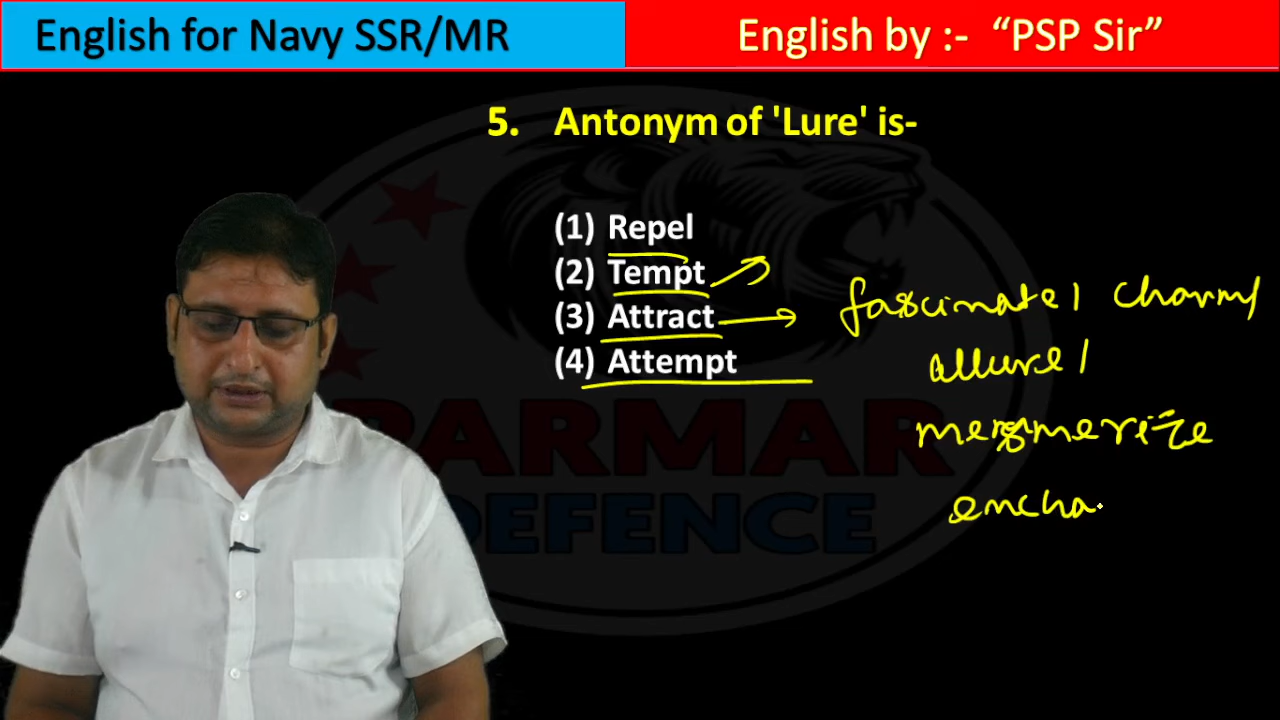 English for Navy SSR/MR
English by :- “PSP Sir”
5. Antonym of 'Lure' is-
(1) Repel
(2) Tempt
(3) Attract
(4) Attempt
fascinate / charm /
allure /
mesmerize
encha
PARMAR
DEFENCE